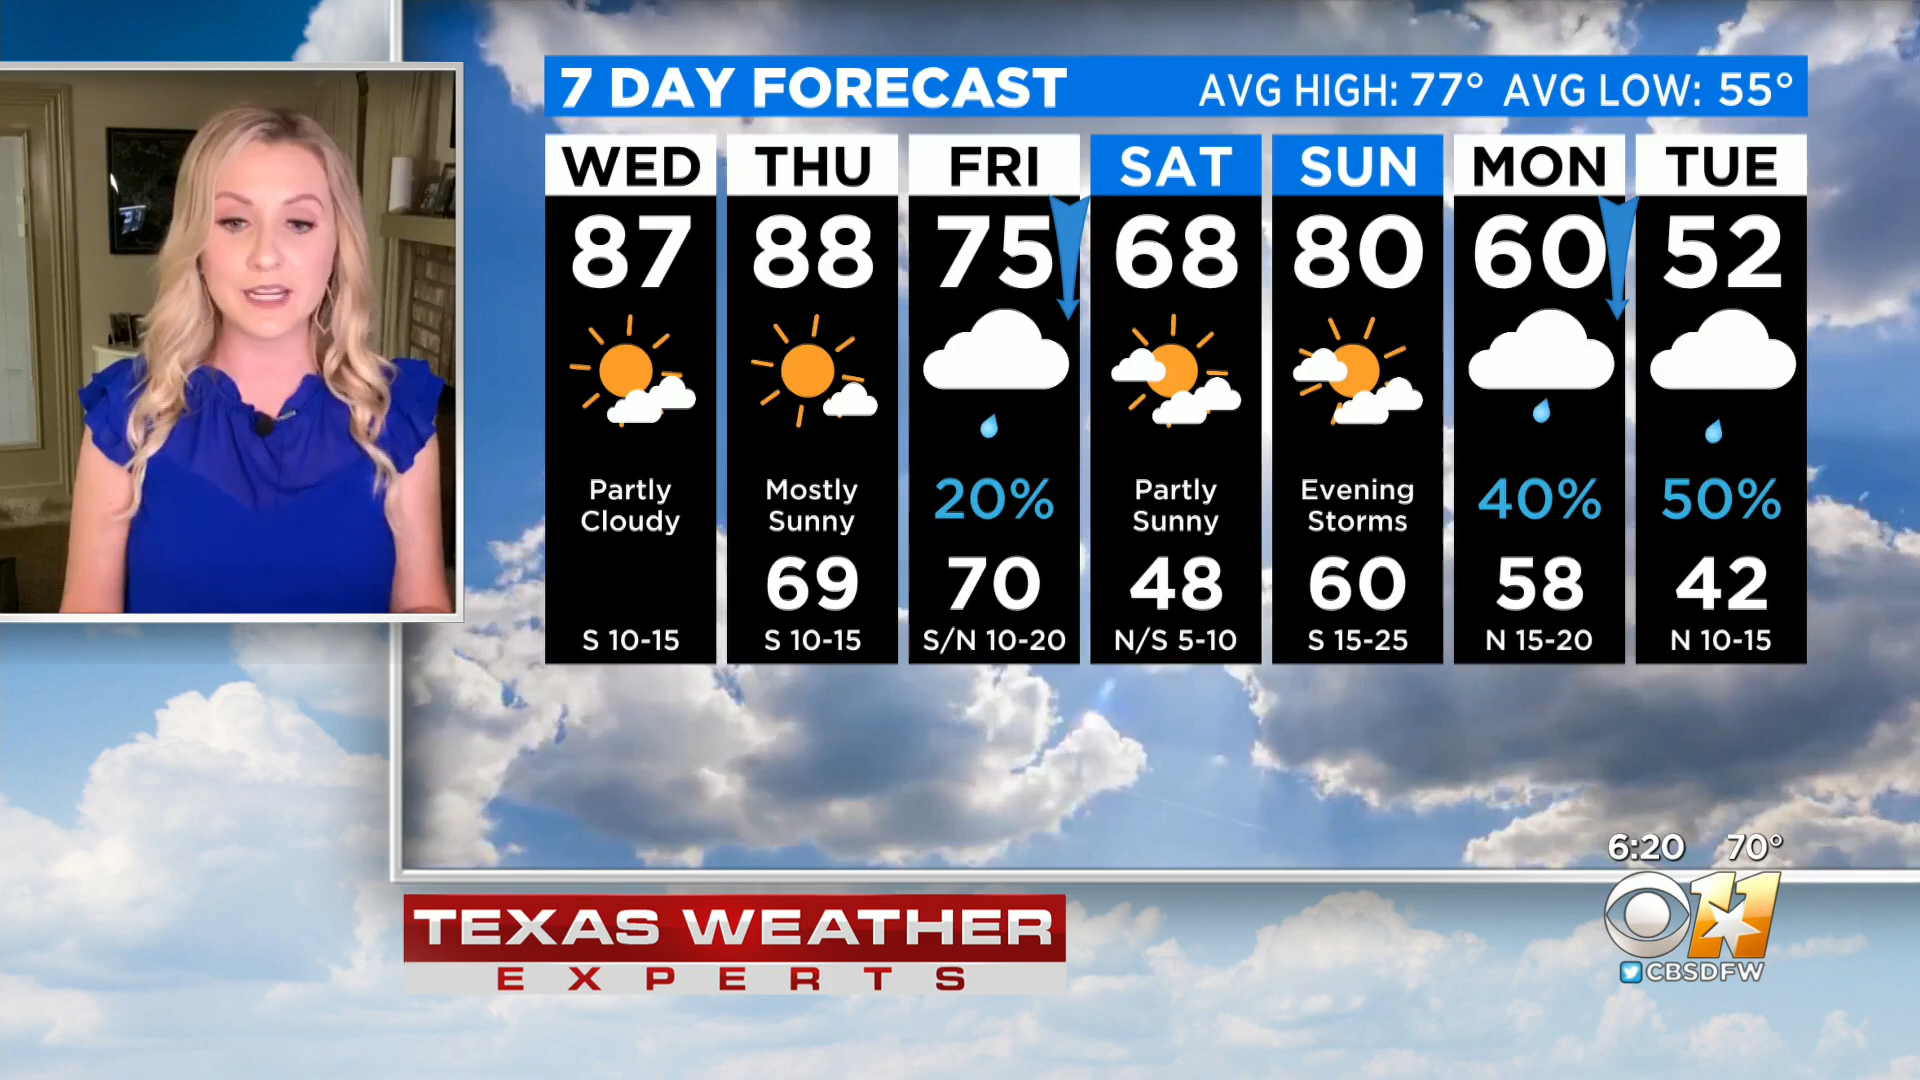 7 DAY FORECAST AVG HIGH: 77° AVG LOW: 55°
WED THU FRI SAT SUN MON TUE
87 88 75 68 80 60 52
Partly Cloudy
Mostly Sunny
20%
Partly Sunny
Evening Storms
40%
50%
69 70 48 60 58 42
S 10-15 S 10-15 S/N 10-20 N/S 5-10 S 15-25 N 15-20 N 10-15
6:20 70°
11
CBSDFW
TEXAS WEATHER
EXPERTS